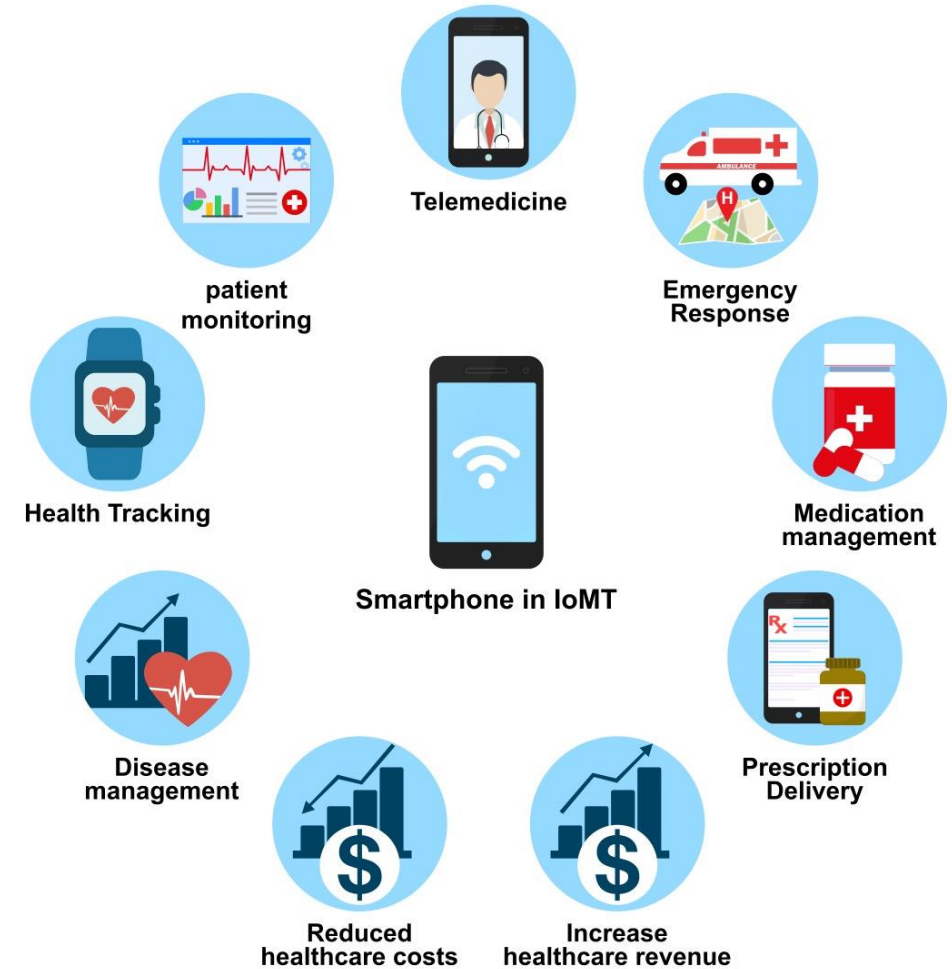 Telemedicine
patient
monitoring
AMBULANCE
H
Emergency
Response
Health Tracking
Medication
management
Smartphone in IoMT
Disease
management
Rx
Prescription
Delivery
$
Reduced
healthcare costs
$
Increase
healthcare revenue